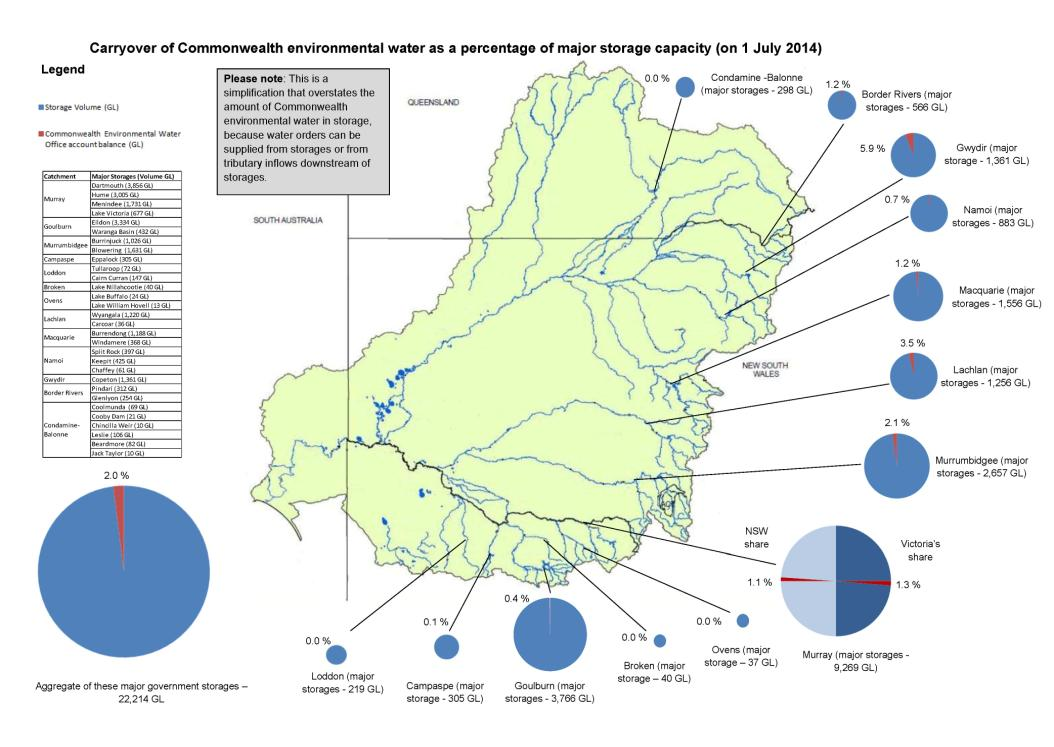 Carryover of Commonwealth environmental water as a percentage of major storage capacity (on 1 July 2014)
Legend
Storage Volume (GL)
Commonwealth Environmental Water
Office account balance (GL)
Please note: This is a
simplification that overstates the
amount of Commonwealth
environmental water in storage,
because water orders can be
supplied from storages or from
tributary inflows downstream of
storages.
Catchment Major Storages (Volume GL)
Murray
Dartmouth (3,856 GL)
Hume (3,005 GL)
Menindee (1,731 GL)
Lake Victoria (677 GL)
Goulburn
Eildon (3,334 GL)
Waranga Basin (432 GL)
Murrumbidgee
Burrinjuck (1,026 GL)
Blowering (1,631 GL)
Campaspe Eppalock (305 GL)
Loddon
Tullaroop (72 GL)
Cairn Curran (147 GL)
Broken Lake Nillahcootie (40 GL)
Ovens
Lake Buffalo (24 GL)
Lake William Hovell (13 GL)
Lachlan
Wyangala (1,220 GL)
Carcoar (36 GL)
Macquarie
Burrendong (1,188 GL)
Windamere (368 GL)
Namoi
Split Rock (397 GL)
Keepit (425 GL)
Chaffey (61 GL)
Gwydir Copeton (1,361 GL)
Border Rivers
Pindari (312 GL)
Glenlyon (254 GL)
Condamine-
Balonne
Coolmunda (69 GL)
Cooby Dam (21 GL)
Chincilla Weir (10 GL)
Leslie (106 GL)
Beardmore (82 GL)
Jack Taylor (10 GL)
2.0 %
Aggregate of these major government storages –
22,214 GL
QUEENSLAND
SOUTH AUSTRALIA
NEW SOUTH
WALES
ACT
0.0 %
Condamine -Balonne
(major storages - 298 GL)
1.2 %
Border Rivers (major
storages - 566 GL)
5.9 %
Gwydir (major
storage - 1,361 GL)
0.7 %
Namoi (major
storages - 883 GL)
1.2 %
Macquarie (major
storages - 1,556 GL)
3.5 %
Lachlan (major
storages - 1,256 GL)
2.1 %
Murrumbidgee (major
storages - 2,657 GL)
NSW
share
Victoria's
share
1.1 %
1.3 %
Murray (major storages -
9,269 GL)
0.0 %
Ovens (major
storage – 37 GL)
0.0 %
Broken (major
storage – 40 GL)
0.4 %
Goulburn (major
storages - 3,766 GL)
0.1 %
Campaspe (major
storage - 305 GL)
0.0 %
Loddon (major
storages - 219 GL)